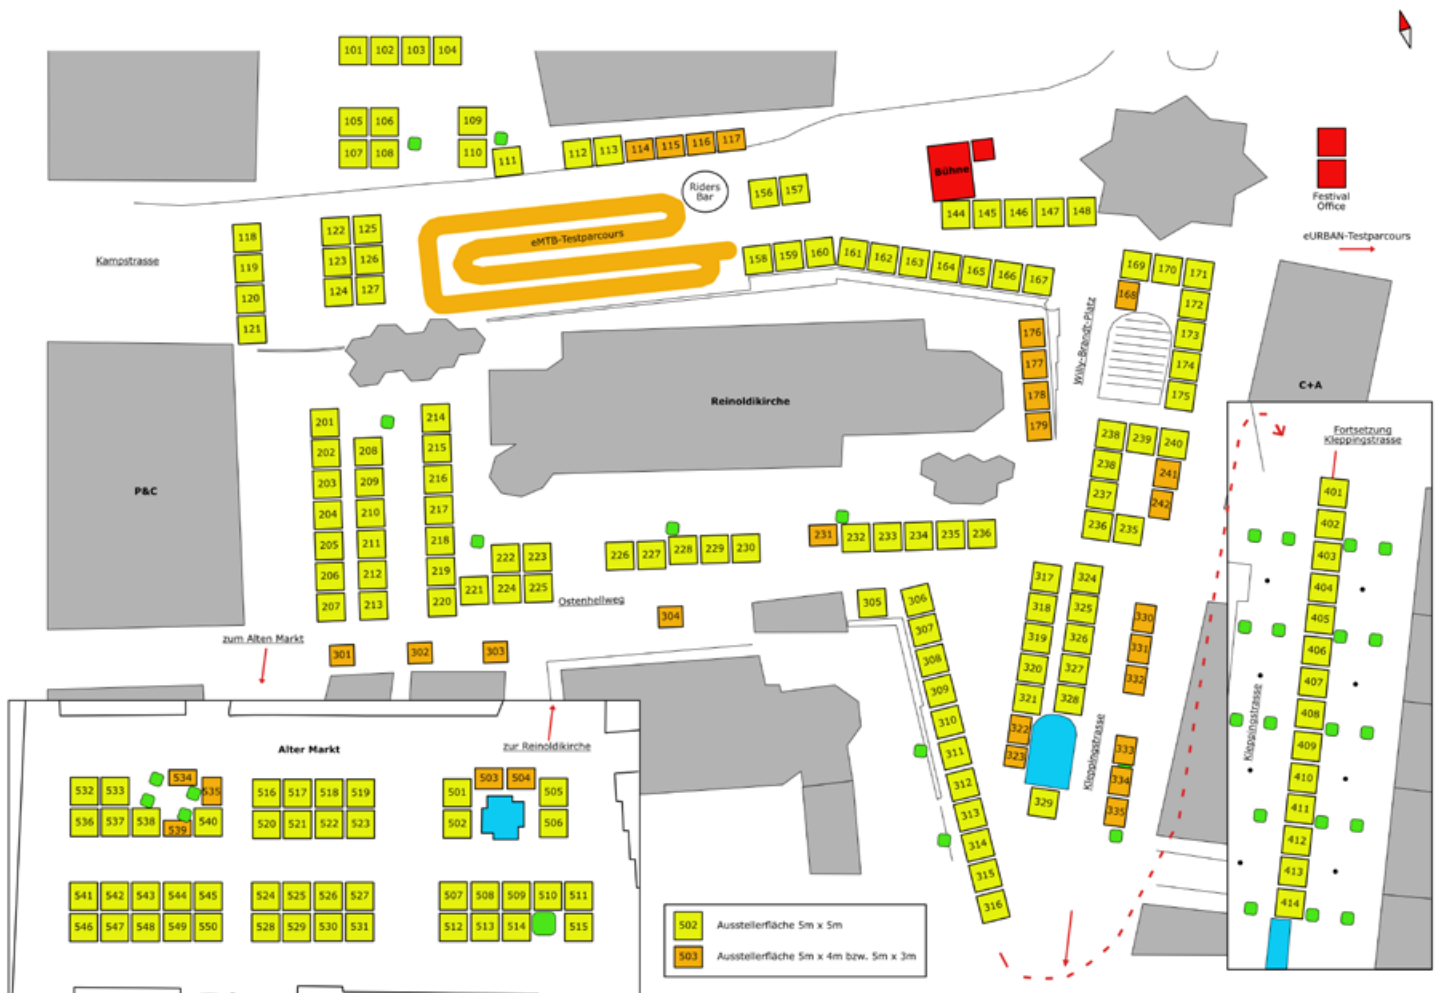 101 102 103 104
105 106
107 108
109
110
111
112 113 114 115 116 117
Riders
Bar
156 157
Bühne
144 145 146 147 148
Festival
Office
eURBAN-Testparcours
Kampstrasse
118
119
120
121
122 125
123 126
124 127
eMTB-Testparcours
158 159 160 161 162 163 164 165 166 167
169 170 171
168
172
173
174
175
Willy-Brandt-Platz
176
177
178
179
Reinoldikirche
C+A
P&C
201
202
203
204
205
206
207
208
209
210
211
212
213
214
215
216
217
218
219
220
221
222 223
224 225
226 227 228 229 230
231 232 233 234 235 236
238 239 240
238
237
236 235
241
242
Ostenhellweg
zum Alten Markt
301
302
303
304
305
306
307
308
309
310
311
312
313
314
315
316
317 324
318 325
319 326
320 327
321 328
322
323
329
330
331
332
333
334
335
Kleppingstrasse
Fortsetzung
Kleppingstrasse
401
402
403
404
405
406
407
408
409
410
411
412
413
414
Kleppingstrasse
Alter Markt
zur Reinoldikirche
532 533
534
535
536 537 538
539
540
516 517 518 519
520 521 522 523
501
502
503 504
505
506
541 542 543 544 545
546 547 548 549 550
524 525 526 527
528 529 530 531
507 508 509 510 511
512 513 514 515
502 Ausstellerfläche 5m x 5m
503 Ausstellerfläche 5m x 4m bzw. 5m x 3m